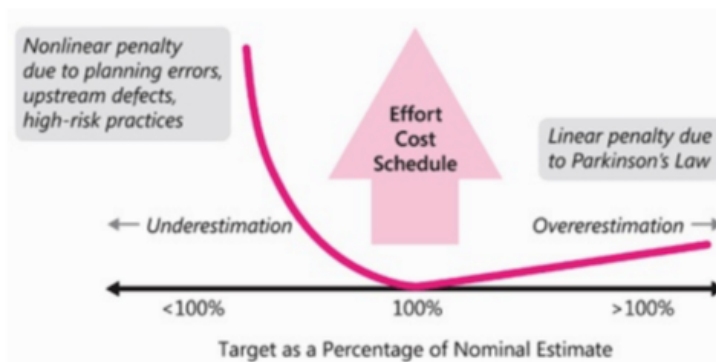 Nonlinear penalty
due to planning errors,
upstream defects,
high-risk practices
Effort
Cost
Schedule
Linear penalty due
to Parkinson's Law
Underestimation
Overerestimation
<100%
100%
>100%
Target as a Percentage of Nominal Estimate